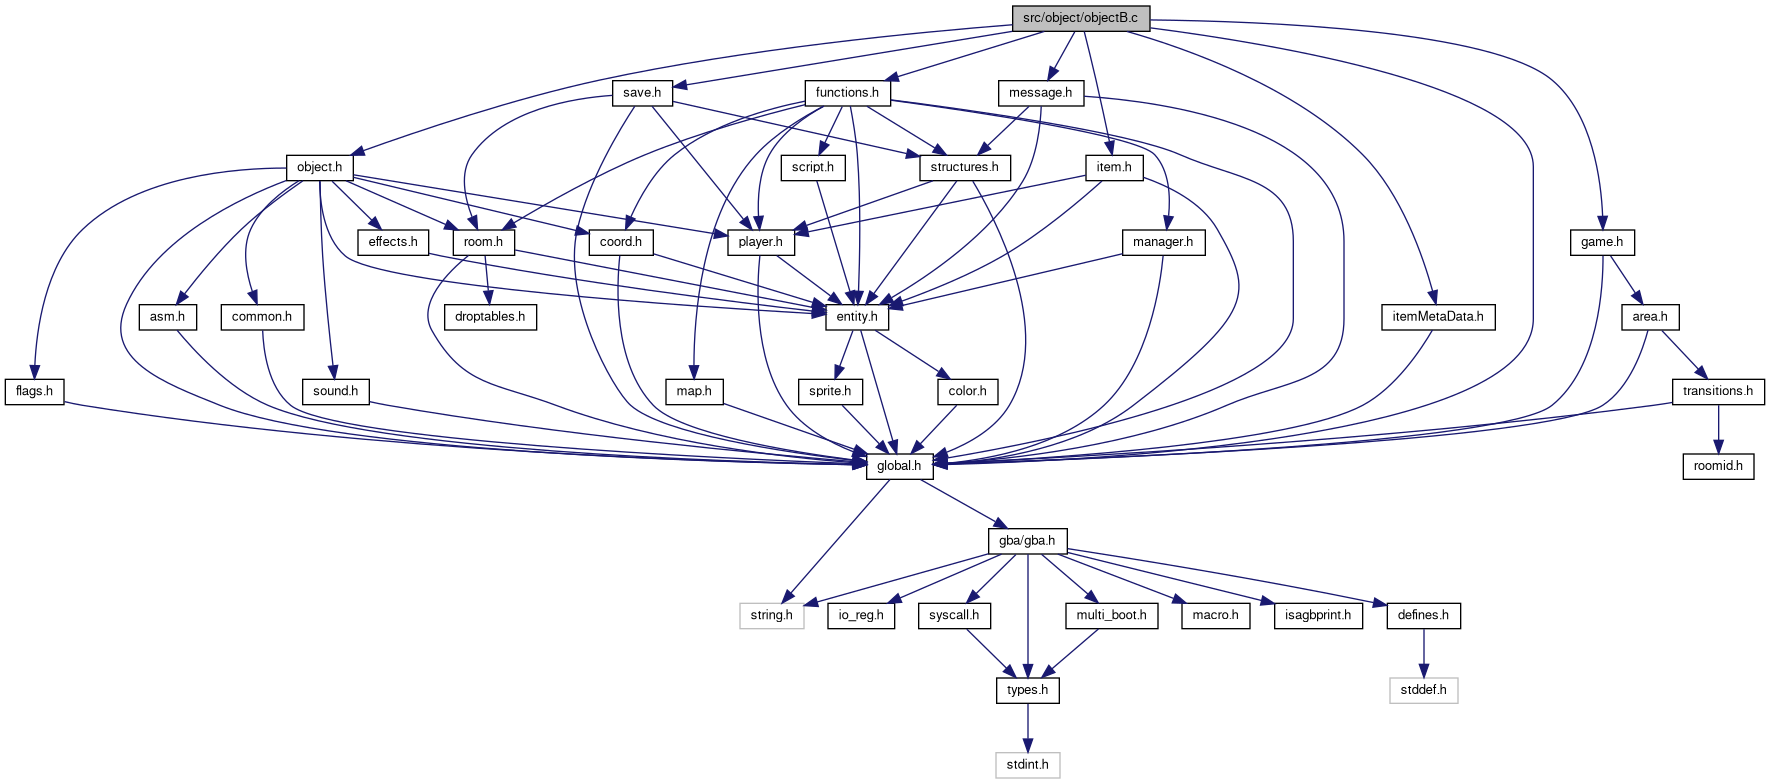 src/object/objectB.c
save.h
functions.h
message.h
object.h
script.h
structures.h
item.h
effects.h
room.h
coord.h
player.h
manager.h
game.h
asm.h
common.h
droptables.h
entity.h
itemMetaData.h
area.h
flags.h
sound.h
map.h
sprite.h
color.h
transitions.h
global.h
roomid.h
gba/gba.h
string.h
io_reg.h
syscall.h
multi_boot.h
macro.h
isagbprint.h
defines.h
types.h
stddef.h
stdint.h